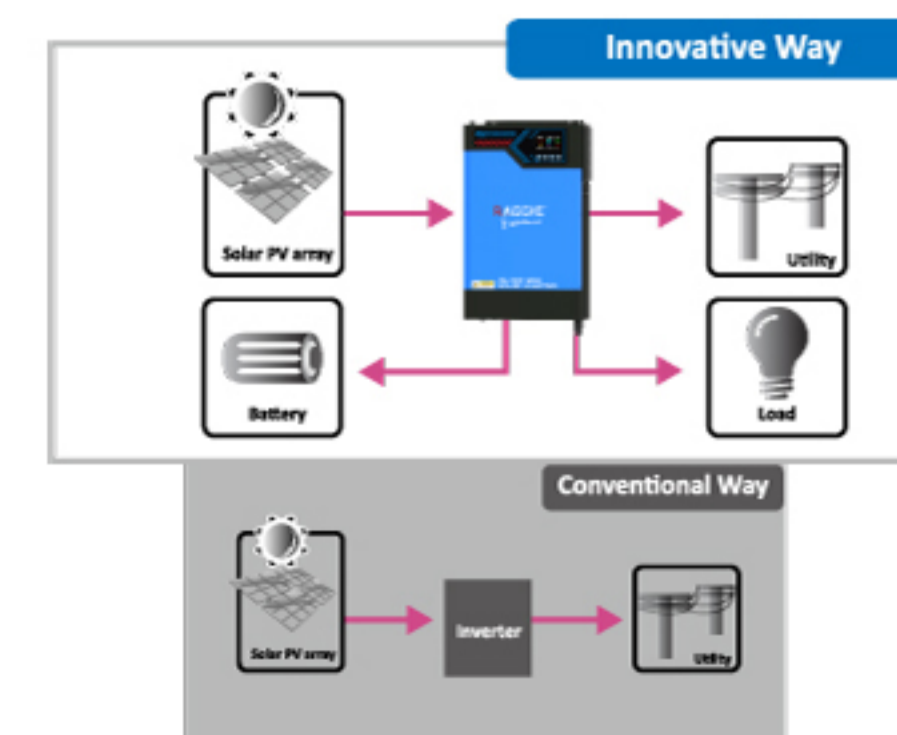 Innovative Way
Solar PV array
Utility
Battery
Load
Conventional Way
Solar PV array
Inverter
Utility